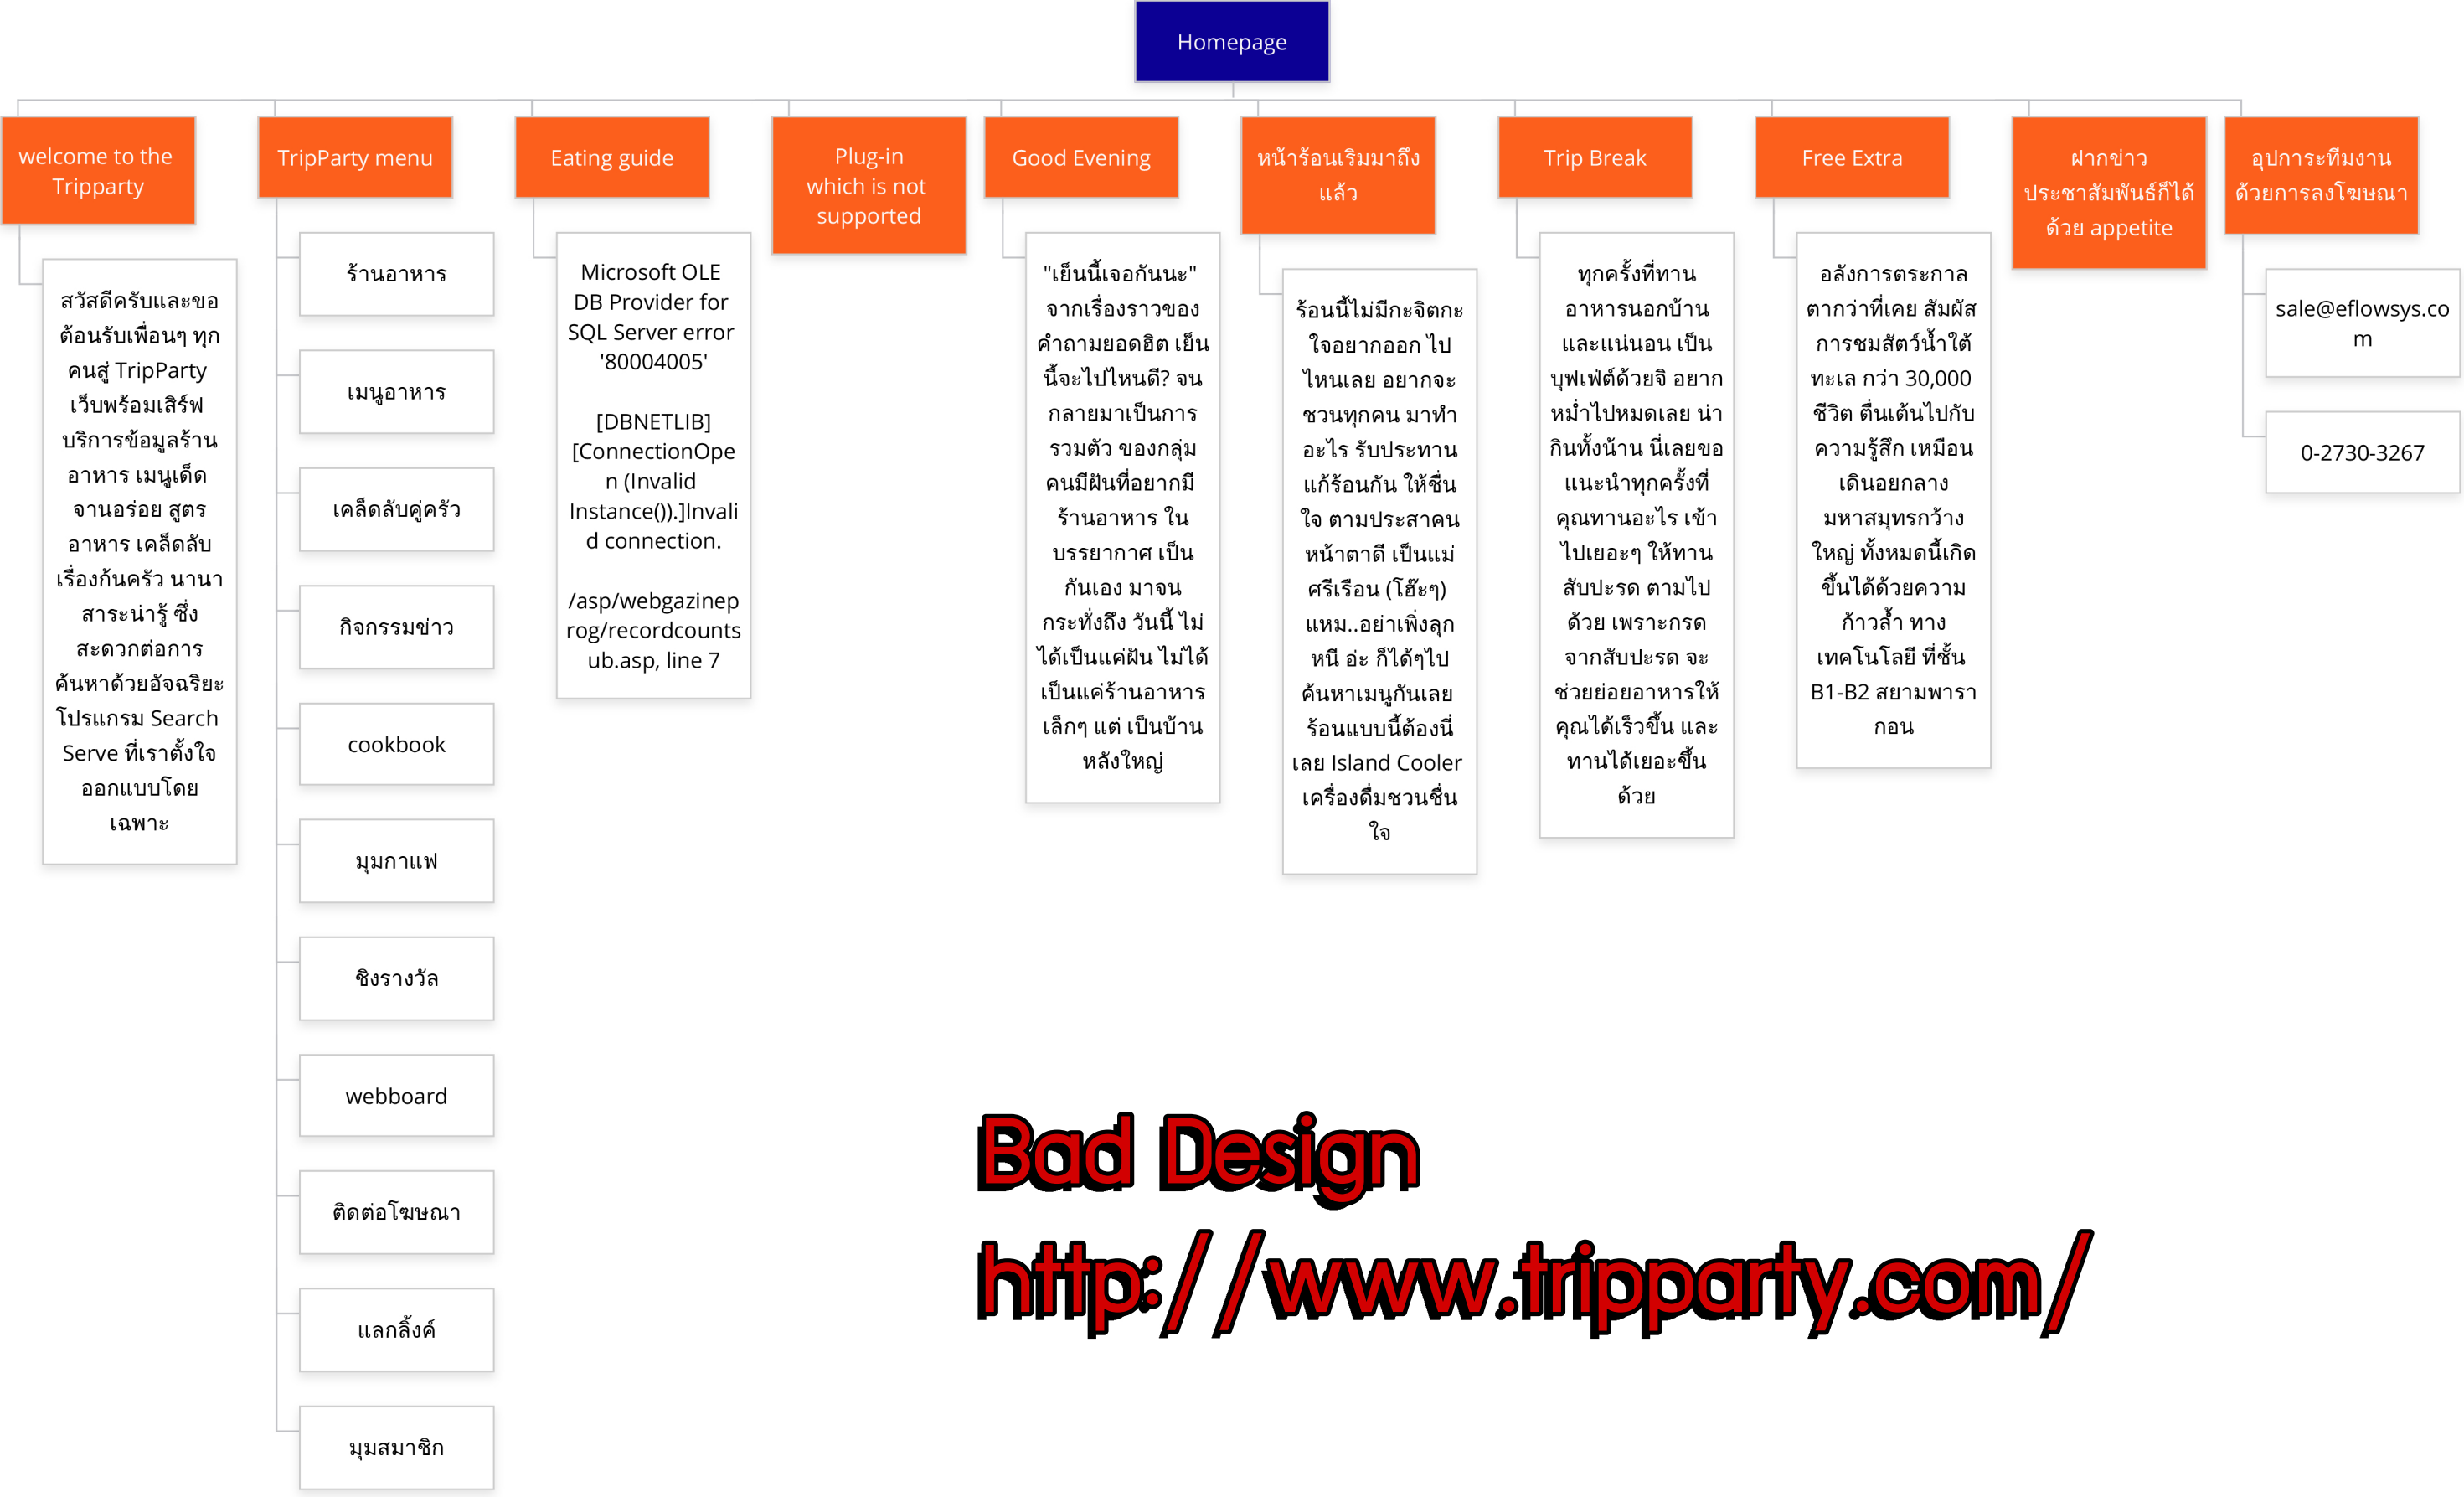 Homepage
welcome to the
Tripparty
สวัสดีครับและขอ
ต้อนรับเพื่อนๆ ทุก
คนสู่ TripParty
เว็บพร้อมเสิร์ฟ
บริการข้อมูลร้าน
อาหาร เมนูเด็ด
จานอร่อย สูตร
อาหาร เคล็ดลับ
เรื่องก้นครัว นานา
สาระน่ารู้ ซึ่ง
สะดวกต่อการ
ค้นหาด้วยอัจฉริยะ
โปรแกรม Search
Serve ที่เราตั้งใจ
ออกแบบโดย
เฉพาะ
TripParty menu
ร้านอาหาร
เมนูอาหาร
เคล็ดลับคู่ครัว
กิจกรรมข่าว
cookbook
มุมกาแฟ
ชิงรางวัล
webboard
ติดต่อโฆษณา
แลกลิ้งค์
มุมสมาชิก
Eating guide
Microsoft OLE
DB Provider for
SQL Server error
'80004005'
[DBNETLIB]
[ConnectionOpe
n (Invalid
Instance()).]Invali
d connection.
/asp/webgazinep
rog/recordcounts
ub.asp, line 7
Plug-in
which is not
supported
Good Evening
"เย็นนี้เจอกันนะ"
จากเรื่องราวของ
คำถามยอดฮิต เย็น
นี้จะไปไหนดี? จน
กลายมาเป็นการ
รวมตัว ของกลุ่ม
คนมีฝันที่อยากมี
ร้านอาหาร ใน
บรรยากาศ เป็น
กันเอง มาจน
กระทั่งถึง วันนี้ ไม่
ได้เป็นแค่ฝัน ไม่ได้
เป็นแค่ร้านอาหาร
เล็กๆ แต่ เป็นบ้าน
หลังใหญ่
หน้าร้อนเริมมาถึง
แล้ว
ร้อนนี้ไม่มีกะจิตกะ
ใจอยากออก ไป
ไหนเลย อยากจะ
ชวนทุกคน มาทำ
อะไร รับประทาน
แก้ร้อนกัน ให้ชื่น
ใจ ตามประสาคน
หน้าตาดี เป็นแม่
ศรีเรือน (โฮ๊ะๆ)
แหม..อย่าเพิ่งลุก
หนี อ่ะ ก็ได้ๆไป
ค้นหาเมนูกันเลย
ร้อนแบบนี้ต้องนี่
เลย Island Cooler
เครื่องดื่มชวนชื่น
ใจ
Trip Break
ทุกครั้งที่ทาน
อาหารนอกบ้าน
และแน่นอน เป็น
บุฟเฟ่ต์ด้วยจิ อยาก
หม่ำไปหมดเลย น่า
กินทั้งน้าน นี่เลยขอ
แนะนำทุกครั้งที่
คุณทานอะไร เข้า
ไปเยอะๆ ให้ทาน
สับปะรด ตามไป
ด้วย เพราะกรด
จากสับปะรด จะ
ช่วยย่อยอาหารให้
คุณได้เร็วขึ้น และ
ทานได้เยอะขึ้น
ด้วย
Free Extra
อลังการตระกาล
ตากว่าที่เคย สัมผัส
การชมสัตว์น้ำใต้
ทะเล กว่า 30,000
ชีวิต ตื่นเต้นไปกับ
ความรู้สึก เหมือน
เดินอยกลาง
มหาสมุทรกว้าง
ใหญ่ ทั้งหมดนี้เกิด
ขึ้นได้ด้วยความ
ก้าวล้ำ ทาง
เทคโนโลยี ที่ชั้น
B1-B2 สยามพารา
กอน
ฝากข่าว
ประชาสัมพันธ์ก็ได้
ด้วย appetite
อุปการะทีมงาน
ด้วยการลงโฆษณา
sale@eflowsys.co
m
0-2730-3267
Bad Design
http://www.tripparty.com/